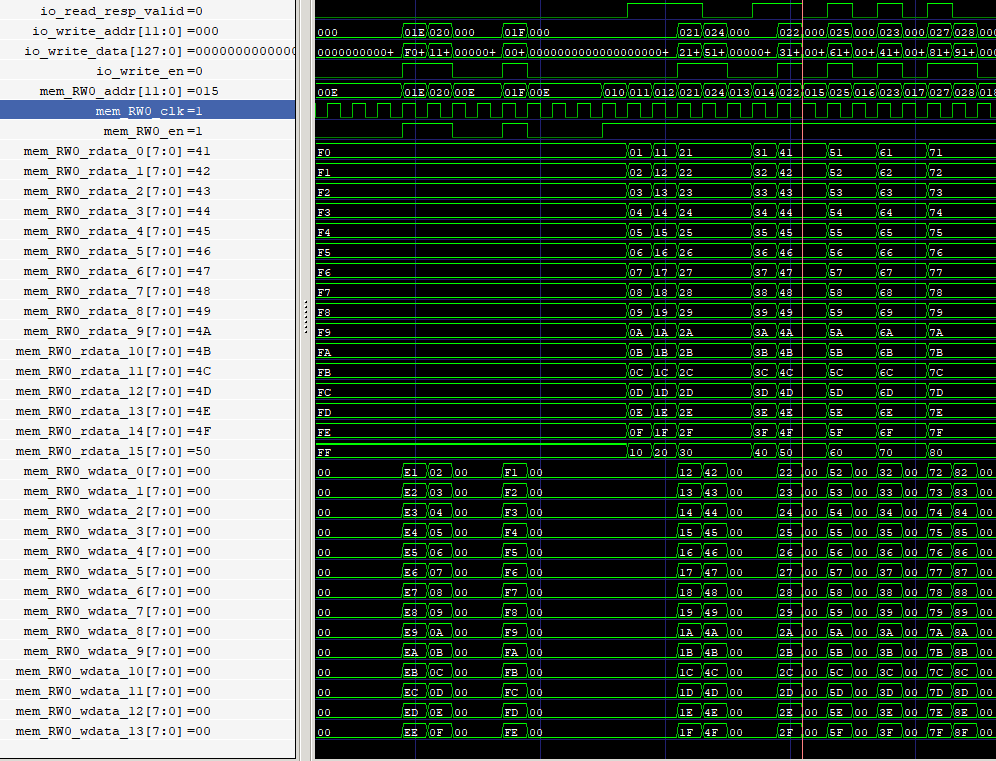 io_read_resp_valid=0
io_write_addr[11:0]=000 000 01E 020 000 01F 000 021 024 000 022 000 025 000 023 000 027 028 000
io_write_data[127:0]=0000000000000 0000000000+ F0+ 11+ 00000+ 00+ 0000000000000000000+ 21+ 51+ 00000+ 31+ 00+ 61+ 00+ 41+ 00+ 81+ 91+ 00+
io_write_en=0
mem_RW0_addr[11:0]=015 00E 01E 020 00E 01F 00E 010 011 012 021 024 013 014 022 015 025 016 023 017 027 028 018
mem_RW0_clk=1
mem_RW0_en=1
mem_RW0_rdata_0[7:0]=41 F0 01 11 21 31 41 51 61 71
mem_RW0_rdata_1[7:0]=42 F1 02 12 22 32 42 52 62 72
mem_RW0_rdata_2[7:0]=43 F2 03 13 23 33 43 53 63 73
mem_RW0_rdata_3[7:0]=44 F3 04 14 24 34 44 54 64 74
mem_RW0_rdata_4[7:0]=45 F4 05 15 25 35 45 55 65 75
mem_RW0_rdata_5[7:0]=46 F5 06 16 26 36 46 56 66 76
mem_RW0_rdata_6[7:0]=47 F6 07 17 27 37 47 57 67 77
mem_RW0_rdata_7[7:0]=48 F7 08 18 28 38 48 58 68 78
mem_RW0_rdata_8[7:0]=49 F8 09 19 29 39 49 59 69 79
mem_RW0_rdata_9[7:0]=4A F9 0A 1A 2A 3A 4A 5A 6A 7A
mem_RW0_rdata_10[7:0]=4B FA 0B 1B 2B 3B 4B 5B 6B 7B
mem_RW0_rdata_11[7:0]=4C FB 0C 1C 2C 3C 4C 5C 6C 7C
mem_RW0_rdata_12[7:0]=4D FC 0D 1D 2D 3D 4D 5D 6D 7D
mem_RW0_rdata_13[7:0]=4E FD 0E 1E 2E 3E 4E 5E 6E 7E
mem_RW0_rdata_14[7:0]=4F FE 0F 1F 2F 3F 4F 5F 6F 7F
mem_RW0_rdata_15[7:0]=50 FF 10 20 30 40 50 60 70 80
mem_RW0_wdata_0[7:0]=00 00 E1 02 00 F1 00 12 42 00 22 00 52 00 32 00 72 82 00
mem_RW0_wdata_1[7:0]=00 00 E2 03 00 F2 00 13 43 00 23 00 53 00 33 00 73 83 00
mem_RW0_wdata_2[7:0]=00 00 E3 04 00 F3 00 14 44 00 24 00 54 00 34 00 74 84 00
mem_RW0_wdata_3[7:0]=00 00 E4 05 00 F4 00 15 45 00 25 00 55 00 35 00 75 85 00
mem_RW0_wdata_4[7:0]=00 00 E5 06 00 F5 00 16 46 00 26 00 56 00 36 00 76 86 00
mem_RW0_wdata_5[7:0]=00 00 E6 07 00 F6 00 17 47 00 27 00 57 00 37 00 77 87 00
mem_RW0_wdata_6[7:0]=00 00 E7 08 00 F7 00 18 48 00 28 00 58 00 38 00 78 88 00
mem_RW0_wdata_7[7:0]=00 00 E8 09 00 F8 00 19 49 00 29 00 59 00 39 00 79 89 00
mem_RW0_wdata_8[7:0]=00 00 E9 0A 00 F9 00 1A 4A 00 2A 00 5A 00 3A 00 7A 8A 00
mem_RW0_wdata_9[7:0]=00 00 EA 0B 00 FA 00 1B 4B 00 2B 00 5B 00 3B 00 7B 8B 00
mem_RW0_wdata_10[7:0]=00 00 EB 0C 00 FB 00 1C 4C 00 2C 00 5C 00 3C 00 7C 8C 00
mem_RW0_wdata_11[7:0]=00 00 EC 0D 00 FC 00 1D 4D 00 2D 00 5D 00 3D 00 7D 8D 00
mem_RW0_wdata_12[7:0]=00 00 ED 0E 00 FD 00 1E 4E 00 2E 00 5E 00 3E 00 7E 8E 00
mem_RW0_wdata_13[7:0]=00 00 EE 0F 00 FE 00 1F 4F 00 2F 00 5F 00 3F 00 7F 8F 00